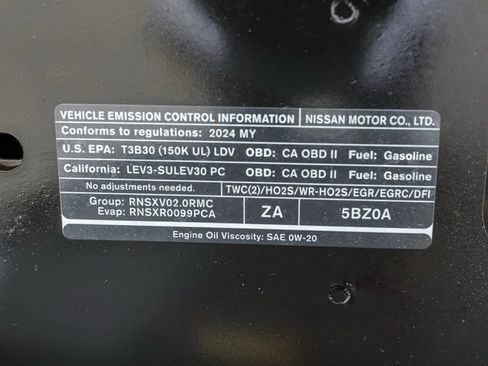 VEHICLE EMISSION CONTROL INFORMATION NISSAN MOTOR CO., LTD.
Conforms to regulations: 2024 MY
U.S. EPA: T3B30 (150K UL) LDV OBD: CA OBD II Fuel: Gasoline
California: LEV3-SULEV30 PC OBD: CA OBD II Fuel: Gasoline
No adjustments needed. TWC(2)/HO2S/WR-HO2S/EGR/EGRC/DFI
Group: RNSXV02.0RMC
Evap: RNSXR0099PCA
ZA
5BZ0A
Engine Oil Viscosity: SAE 0W-20